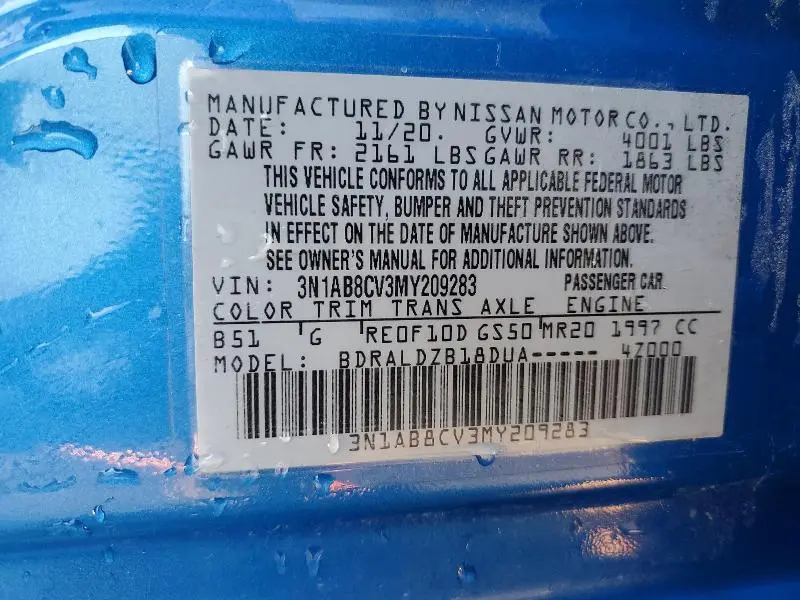 MANUFACTURED BY NISSAN MOTOR CO., LTD.
DATE: 11/20. GVWR: 4001 LBS
GAWR FR: 2161 LBS GAWR RR: 1863 LBS
THIS VEHICLE CONFORMS TO ALL APPLICABLE FEDERAL MOTOR
VEHICLE SAFETY, BUMPER AND THEFT PREVENTION STANDARDS
IN EFFECT ON THE DATE OF MANUFACTURE SHOWN ABOVE.
SEE OWNER'S MANUAL FOR ADDITIONAL INFORMATION.
VIN: 3N1AB8CV3MY209283 PASSENGER CAR
COLOR TRIM TRANS AXLE ENGINE
B51 G RE0F10D GS50 MR20 1997 CC
MODEL: BDRALDZB18DUA----- 4Z000
3N1AB8CV3MY209283